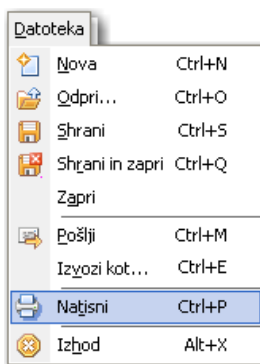 Datoteka
Nova Ctrl+N
Odpri... Ctrl+O
Shrani Ctrl+S
Shrani in zapri Ctrl+Q
Zapri
Pošlji Ctrl+M
Izvozi kot... Ctrl+E
Natisni Ctrl+P
Izhod Alt+X